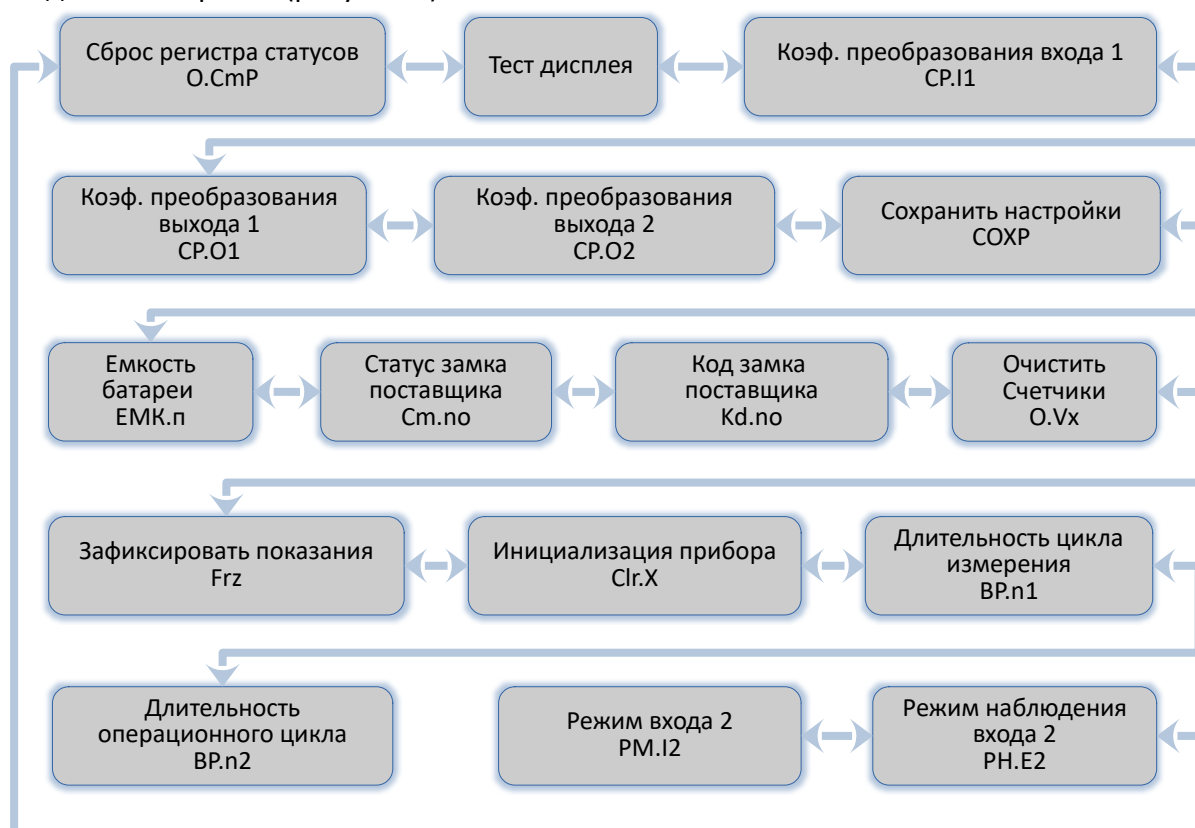 Сброс регистра статусов
O.CmP
Тест дисплея
Коэф. преобразования входа 1
CP.I1
Коэф. преобразования
выхода 1
CP.O1
Коэф. преобразования
выхода 2
CP.O2
Сохранить настройки
СОХР
Емкость
батареи
ЕМК.п
Статус замка
поставщика
Cm.no
Код замка
поставщика
Kd.no
Очистить
Счетчики
O.Vx
Зафиксировать показания
Frz
Инициализация прибора
Clr.X
Длительность цикла
измерения
BP.n1
Длительность
операционного цикла
BP.n2
Режим входа 2
PM.I2
Режим наблюдения
входа 2
PH.E2